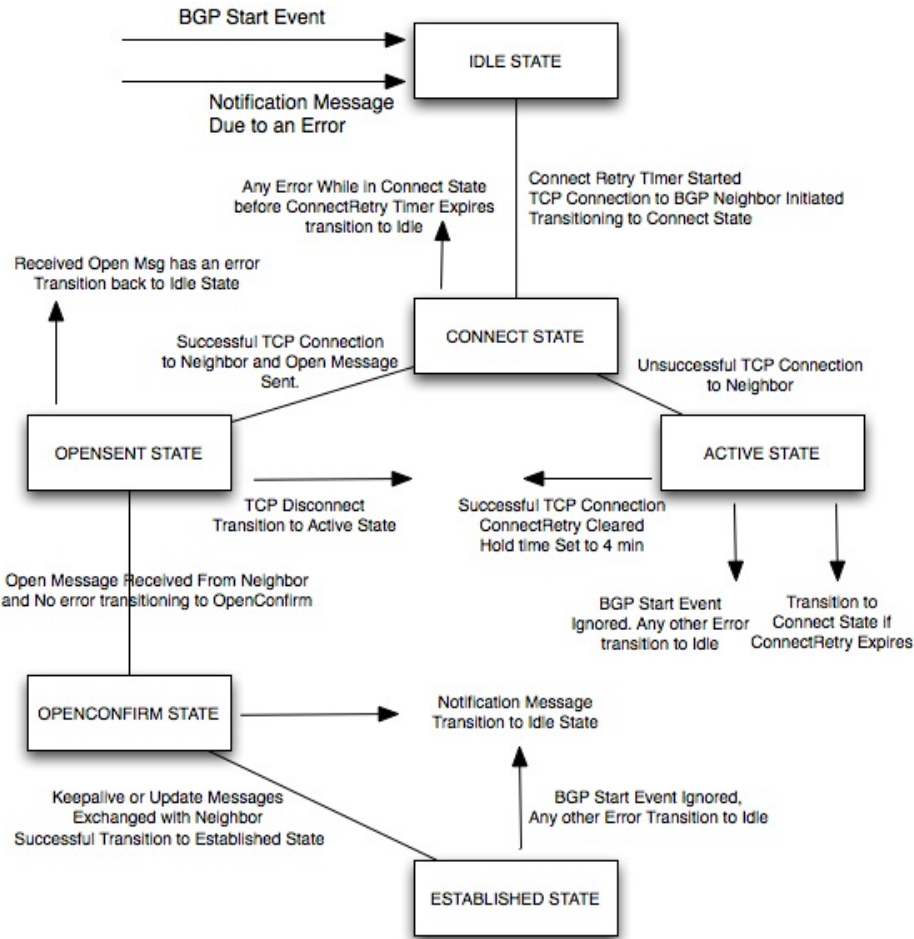 BGP Start Event
IDLE STATE
Notification Message
Due to an Error
Any Error While in Connect State
before ConnectRetry Timer Expires
transition to Idle
Connect Retry TImer Started
TCP Connection to BGP Neighbor Initiated
Transitioning to Connect State
Received Open Msg has an error
Transition back to Idle State
CONNECT STATE
Successful TCP Connection
to Neighbor and Open Message
Sent.
Unsuccessful TCP Connection
to Neighbor
OPENSENT STATE
ACTIVE STATE
TCP Disconnect
Transition to Active State
Successful TCP Connection
ConnectRetry Cleared
Hold time Set to 4 min
Open Message Received From Neighbor
and No error transitioning to OpenConfirm
BGP Start Event
Ignored. Any other Error
transition to Idle
Transition to
Connect State if
ConnectRetry Expires
OPENCONFIRM STATE
Notification Message
Transition to Idle State
Keepalive or Update Messages
Exchanged with Neighbor
Successful Transition to Established State
BGP Start Event Ignored,
Any other Error Transition to Idle
ESTABLISHED STATE